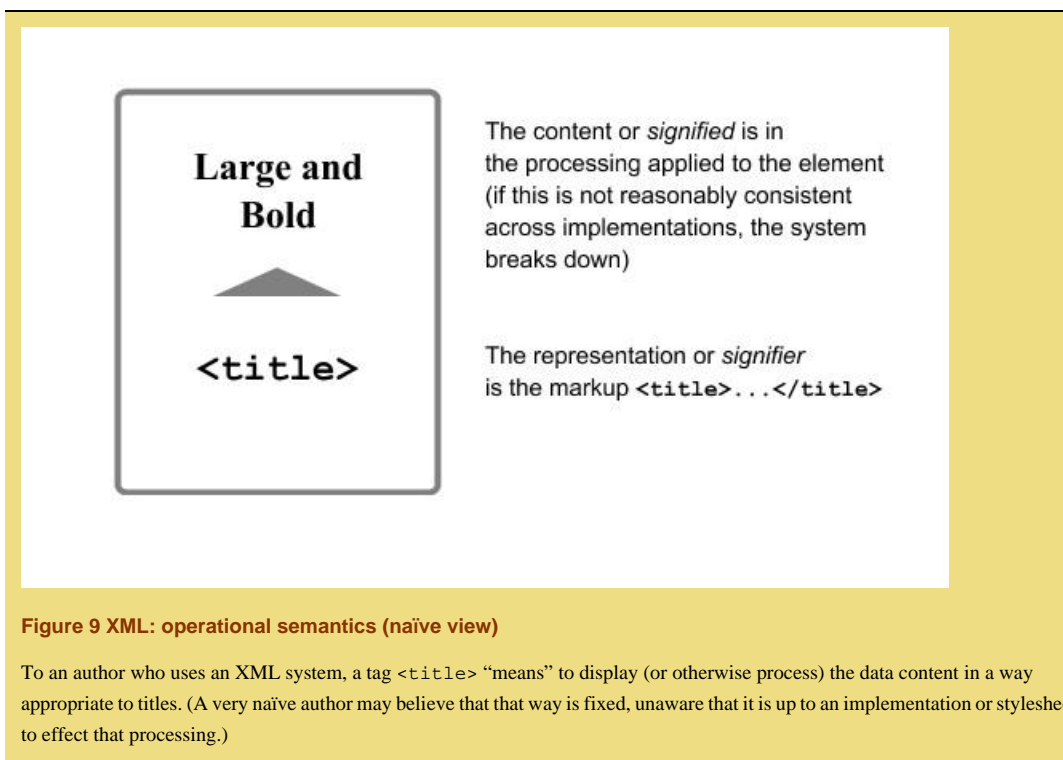 Large and
Bold
<title>
The content or signified is in
the processing applied to the element
(if this is not reasonably consistent
across implementations, the system
breaks down)
The representation or signifier
is the markup <title>...</title>
Figure 9 XML: operational semantics (naïve view)
To an author who uses an XML system, a tag <title> “means” to display (or otherwise process) the data content in a way
appropriate to titles. (A very naïve author may believe that that way is fixed, unaware that it is up to an implementation or
to effect that processing.)